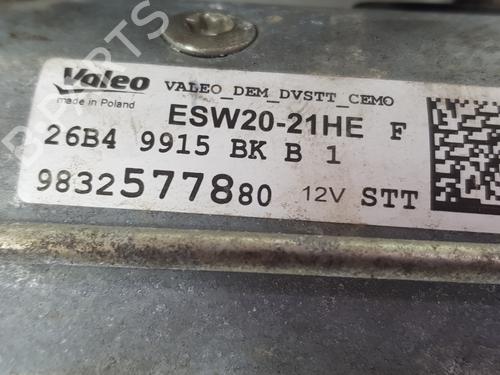 Valeo VALEO_DEM_DVSTT_CEMO
made in Poland ESW20-21HE F
26B4 9915 BK B 1
9832577880 12V STT